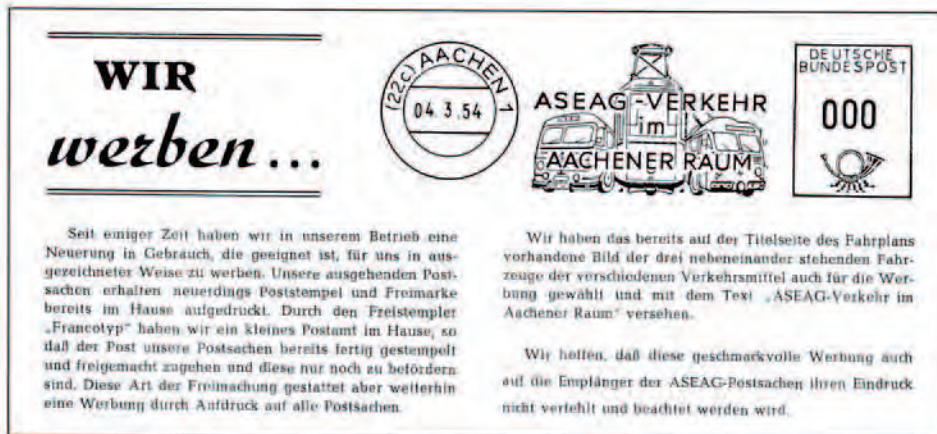 WIR
werben...
(22c) AACHEN 1
04.3.54
ASEAG-VERKEHR
im
AACHENER RAUM
DEUTSCHE
BUNDESPOST
000
Seit einiger Zeit haben wir in unserem Betrieb eine
Neuerung in Gebrauch, die geeignet ist, für uns in aus-
gezeichneter Weise zu werben. Unsere ausgehenden Post-
sachen erhalten neuerdings Poststempel und Freimarke
bereits im Hause aufgedruckt. Durch den Freistempler
„Francotyp" haben wir ein kleines Postamt im Hause, so
daß der Post unsere Postsachen bereits fertig gestempelt
und freigemacht zugehen und diese nur noch zu befördern
sind. Diese Art der Freimachung gestattet aber weiterhin
eine Werbung durch Aufdruck auf alle Postsachen.
Wir haben das bereits auf der Titelseite des Fahrplans
vorhandene Bild der drei nebeneinander stehenden Fahr-
zeuge der verschiedenen Verkehrsmittel auch für die Wer-
bung gewählt und mit dem Text „ASEAG-Verkehr im
Aachener Raum" versehen.
Wir hoffen, daß diese geschmackvolle Werbung auch
auf die Empfänger der ASEAG-Postsachen ihren Eindruck
nicht verfehlt und beachtet werden wird.